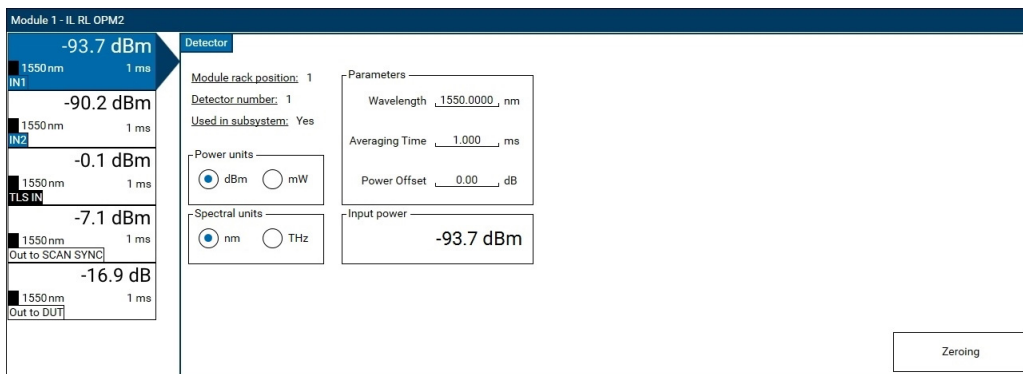 Module 1 - IL RL OPM2
-93.7 dBm
1550 nm 1 ms
IN1
-90.2 dBm
1550 nm 1 ms
IN2
-0.1 dBm
1550 nm 1 ms
TLS IN
-7.1 dBm
1550 nm 1 ms
Out to SCAN SYNC
-16.9 dB
1550 nm 1 ms
Out to DUT
Detector
Module rack position: 1
Detector number: 1
Used in subsystem: Yes
Power units
dBm mW
Spectral units
nm THz
Parameters
Wavelength 1550.0000 nm
Averaging Time 1.000 ms
Power Offset 0.00 dB
Input power
-93.7 dBm
Zeroing